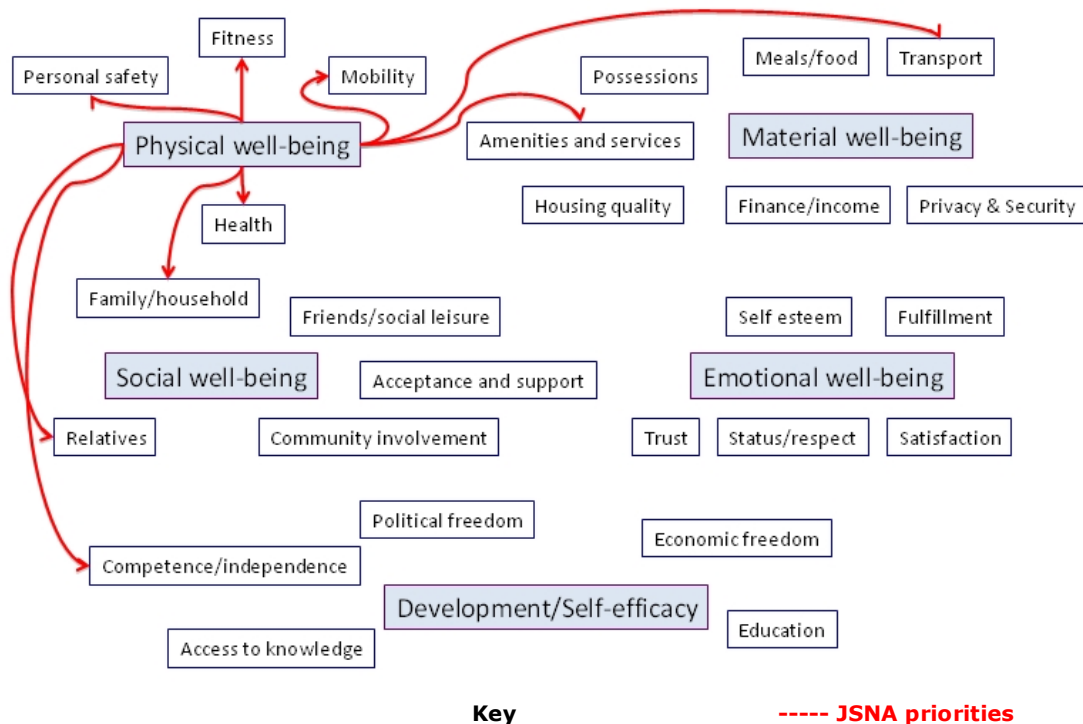 Fitness
Meals/food
Transport
Personal safety
Mobility
Possessions
Physical well-being
Amenities and services
Material well-being
Housing quality
Finance/income
Privacy & Security
Health
Family/household
Friends/social leisure
Self esteem
Fulfillment
Social well-being
Acceptance and support
Emotional well-being
Relatives
Community involvement
Trust
Status/respect
Satisfaction
Political freedom
Economic freedom
Competence/independence
Development/Self-efficacy
Education
Access to knowledge
Key
----- JSNA priorities